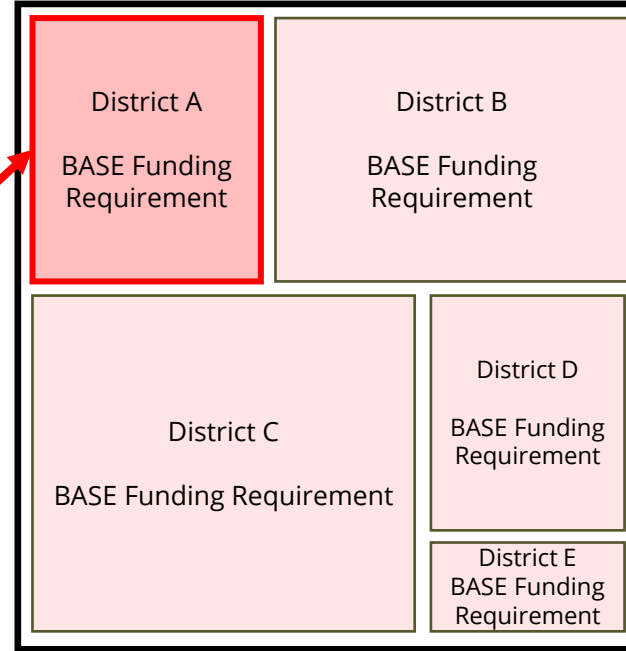 District A
BASE Funding
Requirement
District B
BASE Funding
Requirement
District C
BASE Funding Requirement
District D
BASE Funding
Requirement
District E
BASE Funding
Requirement